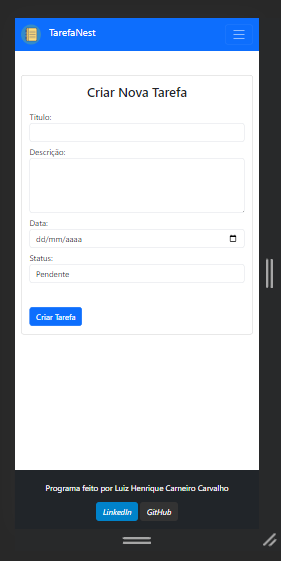 TarefaNest
Criar Nova Tarefa
Título:
Descrição:
Data:
dd/mm/aaaa
Status:
Pendente
Criar Tarefa
Programa feito por Luiz Henrique Carneiro Carvalho
LinkedIn GitHub